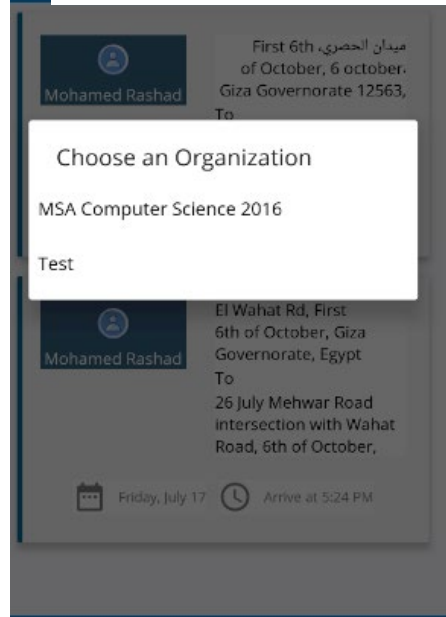 Mohamed Rashad
ميدان الحصري، First 6th
of October, 6 october،
Giza Governorate 12563,
To
Choose an Organization
MSA Computer Science 2016
Test
Mohamed Rashad
El Wahat Rd, First
6th of October, Giza
Governorate, Egypt
To
26 July Mehwar Road
intersection with Wahat
Road, 6th of October,
Friday, July 17
Arrive at 5:24 PM